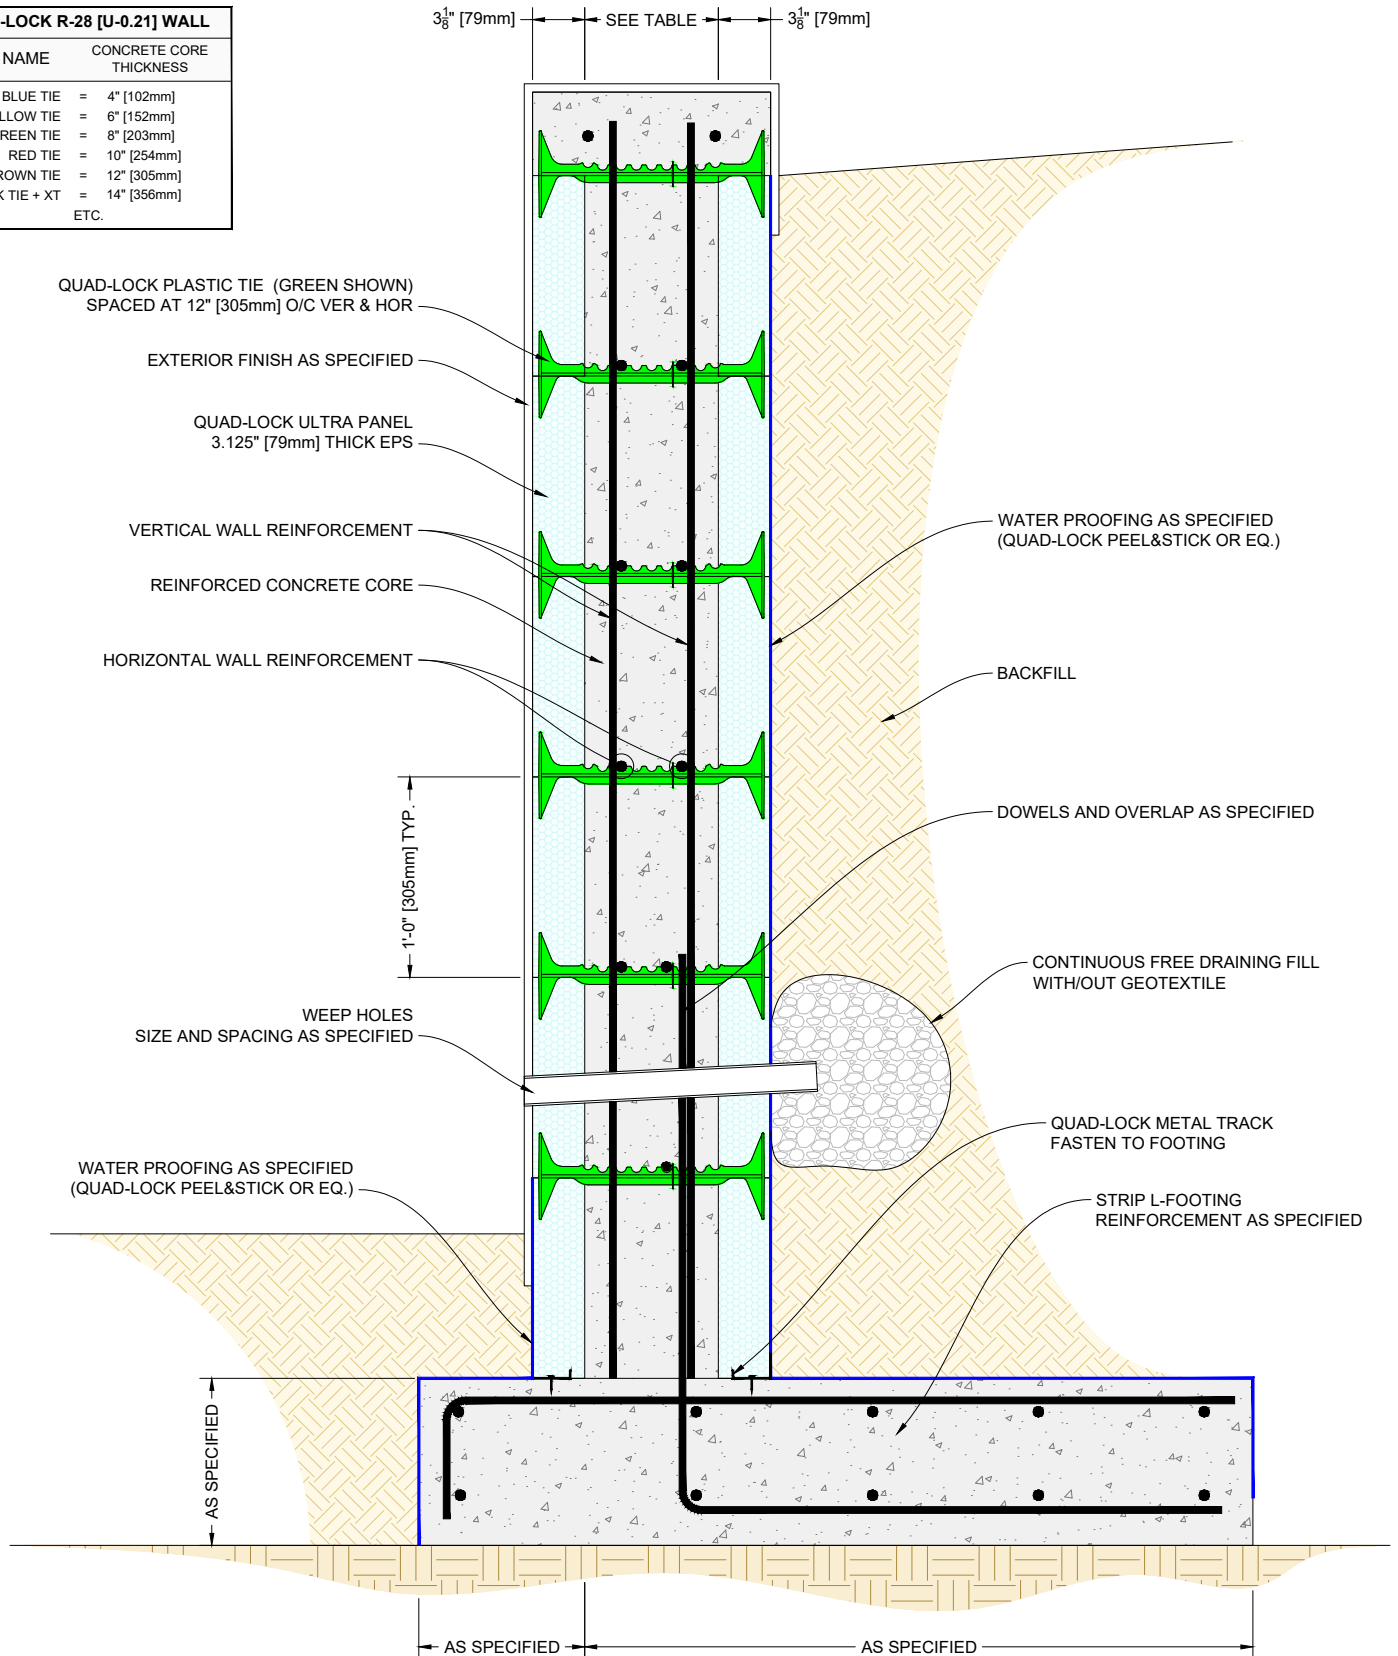 -LOCK R-28 [U-0.21] WALL
NAME CONCRETE CORE THICKNESS
BLUE TIE = 4" [102mm]
LLOW TIE = 6" [152mm]
REEN TIE = 8" [203mm]
RED TIE = 10" [254mm]
ROWN TIE = 12" [305mm]
K TIE + XT = 14" [356mm]
ETC.
3 1/8" [79mm] SEE TABLE 3 1/8" [79mm]
QUAD-LOCK PLASTIC TIE (GREEN SHOWN)
SPACED AT 12" [305mm] O/C VER & HOR
EXTERIOR FINISH AS SPECIFIED
QUAD-LOCK ULTRA PANEL
3.125" [79mm] THICK EPS
VERTICAL WALL REINFORCEMENT
REINFORCED CONCRETE CORE
HORIZONTAL WALL REINFORCEMENT
1'-0" [305mm] TYP.
WEEP HOLES
SIZE AND SPACING AS SPECIFIED
WATER PROOFING AS SPECIFIED
(QUAD-LOCK PEEL&STICK OR EQ.)
WATER PROOFING AS SPECIFIED
(QUAD-LOCK PEEL&STICK OR EQ.)
BACKFILL
DOWELS AND OVERLAP AS SPECIFIED
CONTINUOUS FREE DRAINING FILL
WITH/OUT GEOTEXTILE
QUAD-LOCK METAL TRACK
FASTEN TO FOOTING
STRIP L-FOOTING
REINFORCEMENT AS SPECIFIED
AS SPECIFIED
AS SPECIFIED
AS SPECIFIED